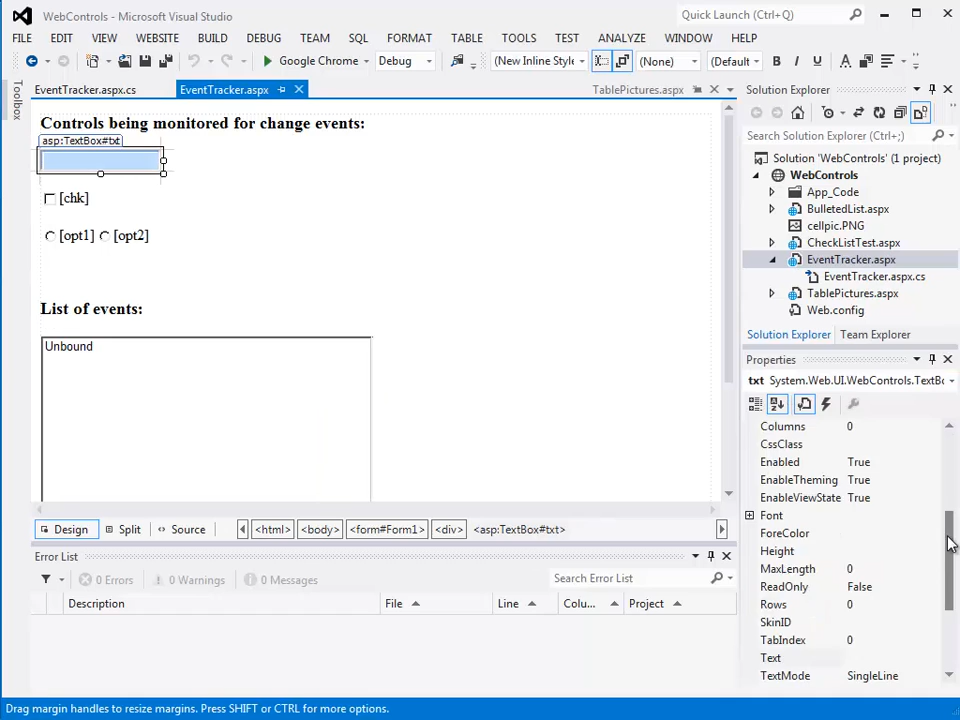 WebControls - Microsoft Visual Studio
Quick Launch (Ctrl+Q)
FILE EDIT VIEW WEBSITE BUILD DEBUG TEAM SQL FORMAT TABLE TOOLS TEST ANALYZE WINDOW HELP
Google Chrome Debug (New Inline Style (None) (Default B I U A
Toolbox
EventTracker.aspx.cs EventTracker.aspx TablePictures.aspx
Controls being monitored for change events:
asp:TextBox#txt
[chk]
[opt1] [opt2]
List of events:
Unbound
Design Split Source <html> <body> <form#Form1> <div> <asp:TextBox#txt>
Error List
0 Errors 0 Warnings 0 Messages Search Error List
Description File Line Colu... Project
Solution Explorer
Search Solution Explorer (Ctrl+;)
Solution 'WebControls' (1 project)
WebControls
App_Code
BulletedList.aspx
cellpic.PNG
CheckListTest.aspx
EventTracker.aspx
EventTracker.aspx.cs
TablePictures.aspx
Web.config
Solution Explorer Team Explorer
Properties
txt System.Web.UI.WebControls.TextBo
Columns 0
CssClass
Enabled True
EnableTheming True
EnableViewState True
Font
ForeColor
Height
MaxLength 0
ReadOnly False
Rows 0
SkinID
TabIndex 0
Text
TextMode SingleLine
Drag margin handles to resize margins. Press SHIFT or CTRL for more options.